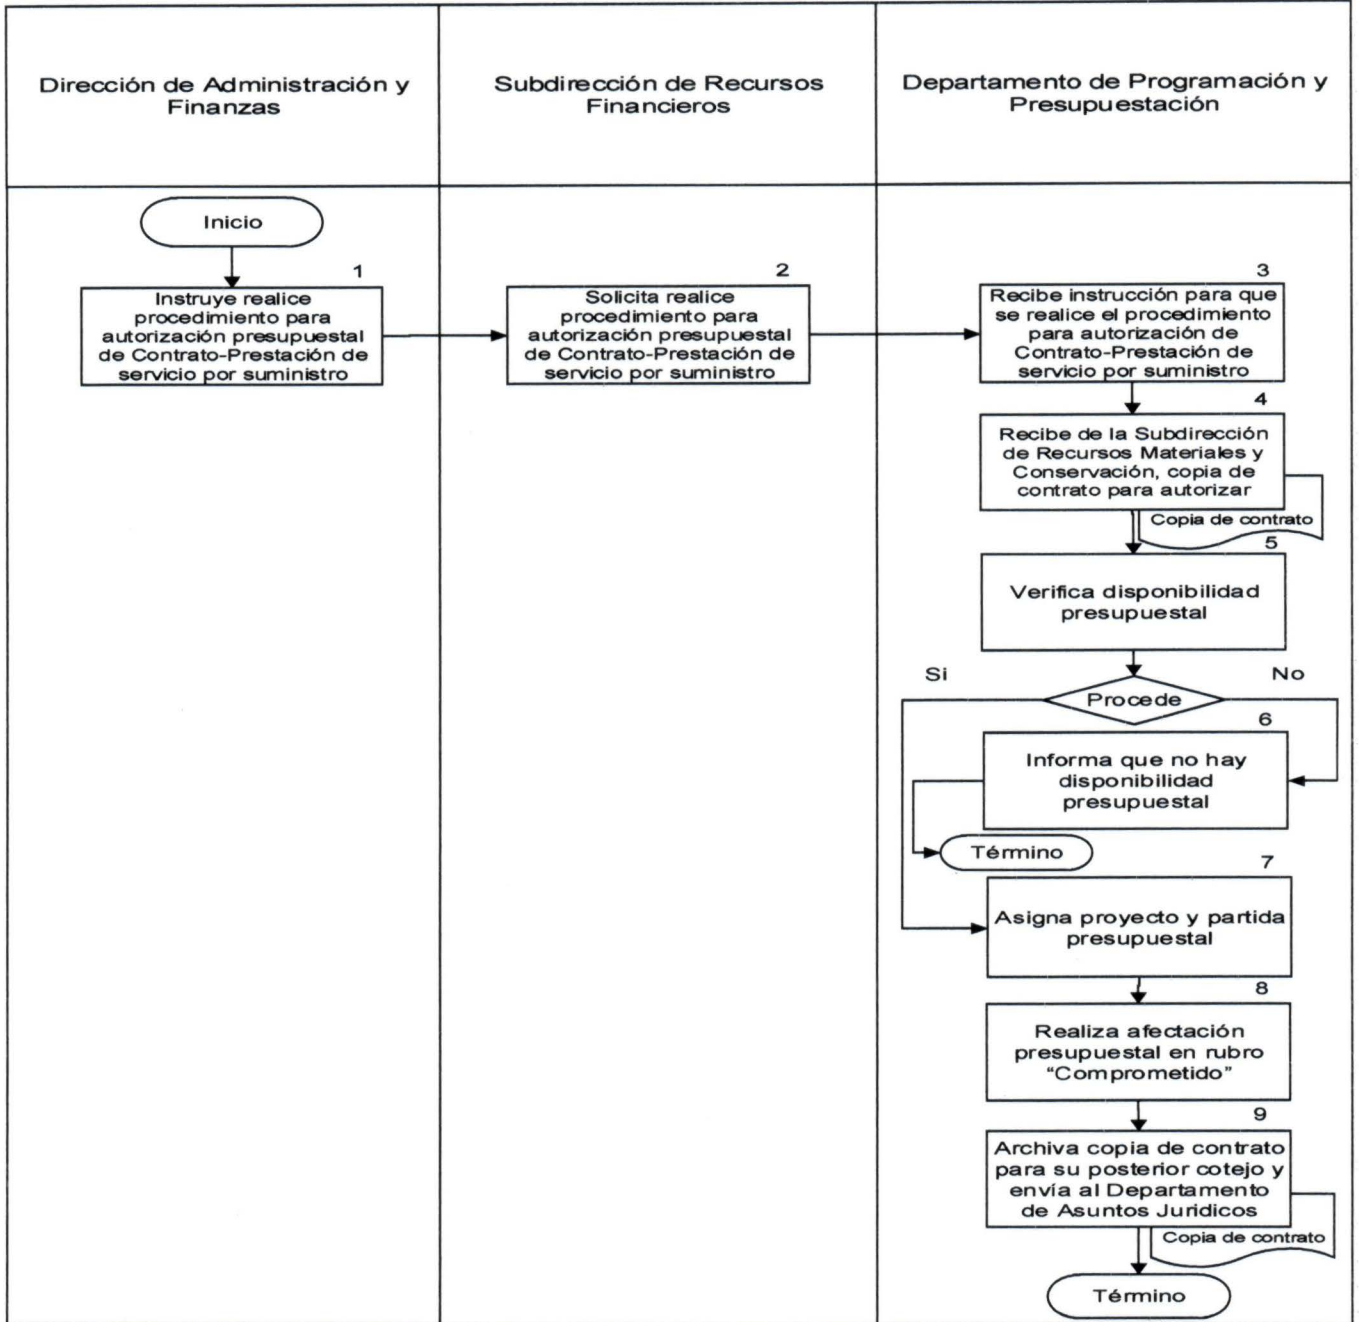 Dirección de Administración y
Finanzas
Subdirección de Recursos
Financieros
Departamento de Programación y
Presupuestación
Inicio
1
Instruye realice
procedimiento para
autorización presupuestal
de Contrato-Prestación de
servicio por suministro
2
Solicita realice
procedimiento para
autorización presupuestal
de Contrato-Prestación de
servicio por suministro
3
Recibe instrucción para que
se realice el procedimiento
para autorización de
Contrato-Prestación de
servicio por suministro
4
Recibe de la Subdirección
de Recursos Materiales y
Conservación, copia de
contrato para autorizar
Copia de contrato
5
Verifica disponibilidad
presupuestal
Si
No
Procede
6
Informa que no hay
disponibilidad
presupuestal
Término
7
Asigna proyecto y partida
presupuestal
8
Realiza afectación
presupuestal en rubro
“Comprometido”
9
Archiva copia de contrato
para su posterior cotejo y
envía al Departamento
de Asuntos Juridicos
Copia de contrato
Término